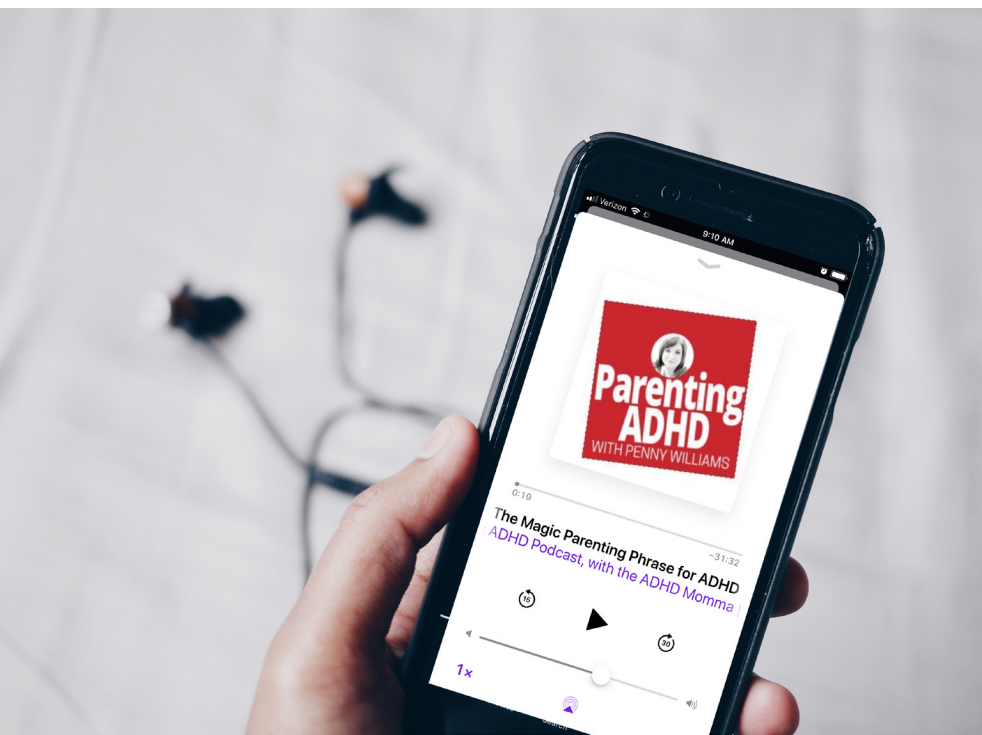 Verizon
9:10 AM
Parenting
ADHD
WITH PENNY WILLIAMS
0:19
-31:32
The Magic Parenting Phrase for ADHD
ADHD Podcast, with the ADHD Momma
15
30
1×
Search